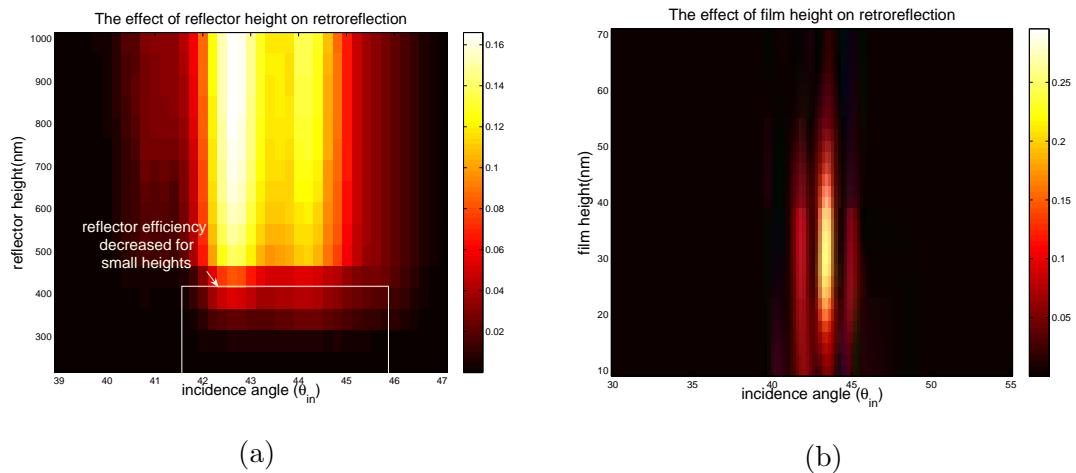 The effect of reflector height on retroreflection
1000
900
800
700
600
500
400
300
reflector height(nm)
reflector efficiency
decreased for
small heights
39 40 41 42 43 44 45 46 47
incidence angle (θin)
0.16
0.14
0.12
0.1
0.08
0.06
0.04
0.02
(a)
The effect of film height on retroreflection
70
60
50
40
30
20
10
film height(nm)
30 35 40 45 50 55
incidence angle (θin)
0.25
0.2
0.15
0.1
0.05
(b)